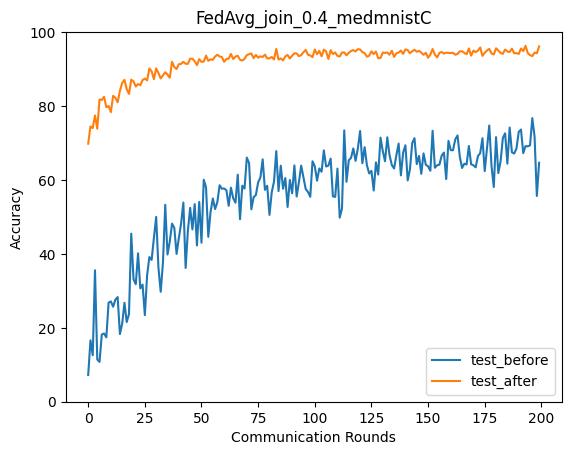 FedAvg_join_0.4_medmnistC
100
80
60
40
20
0
Accuracy
0 25 50 75 100 125 150 175 200
Communication Rounds
test_before
test_after